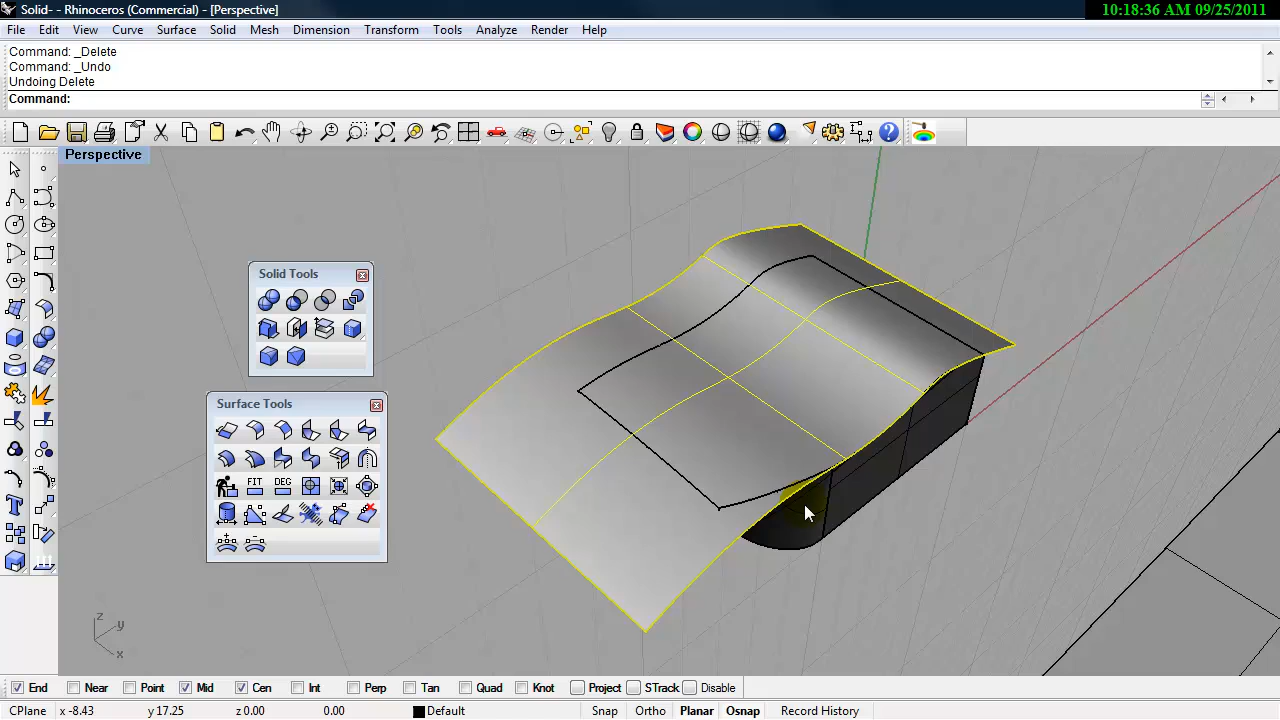 Solid- - Rhinoceros (Commercial) - [Perspective]
10:18:36 AM 09/25/2011
File Edit View Curve Surface Solid Mesh Dimension Transform Tools Analyze Render Help
Command: _Delete
Command: _Undo
Undoing Delete
Command:
Perspective
Solid Tools
Surface Tools
FIT DEG
z
y
x
End Near Point Mid Cen Int Perp Tan Quad Knot Project STrack Disable
CPlane x -8.43 y 17.25 z 0.00 0.00 Default Snap Ortho Planar Osnap Record History